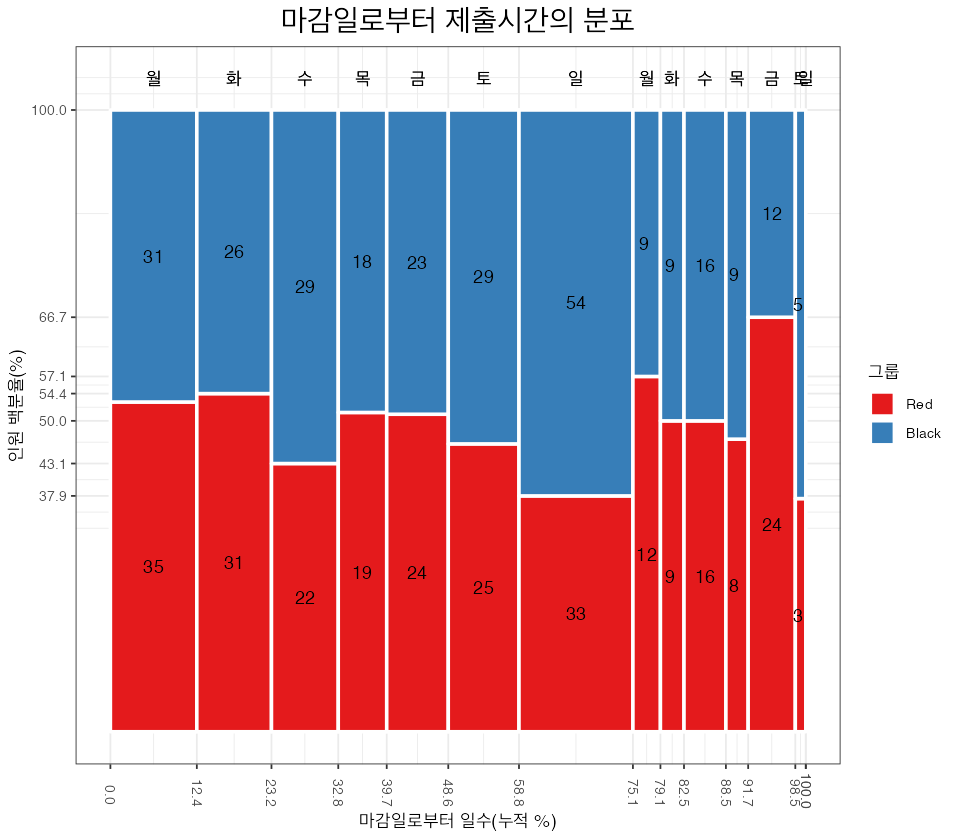 마감일로부터 제출시간의 분포
월 화 수 목 금 토 일 월 화 수 목 금 토 일
100.0
66.7
57.1
54.4
50.0
43.1
37.9
인원 백분율(%)
31 26 29 18 23 29 54 9 9 16 9 12 5
35 31 22 19 24 25 33 12 9 16 8 24 3
0.0 12.4 23.2 32.8 39.7 48.6 58.8 75.1 79.1 82.5 88.5 91.7 98.5 100.0
마감일로부터 일수(누적 %)
그룹
Red
Black